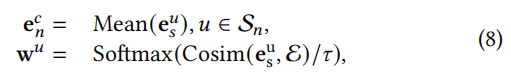 e_n^c = Mean(e_s^u), u ∈ S_n,
w^u = Softmax(Cosim(e_s^u, ℰ)/τ),
(8)